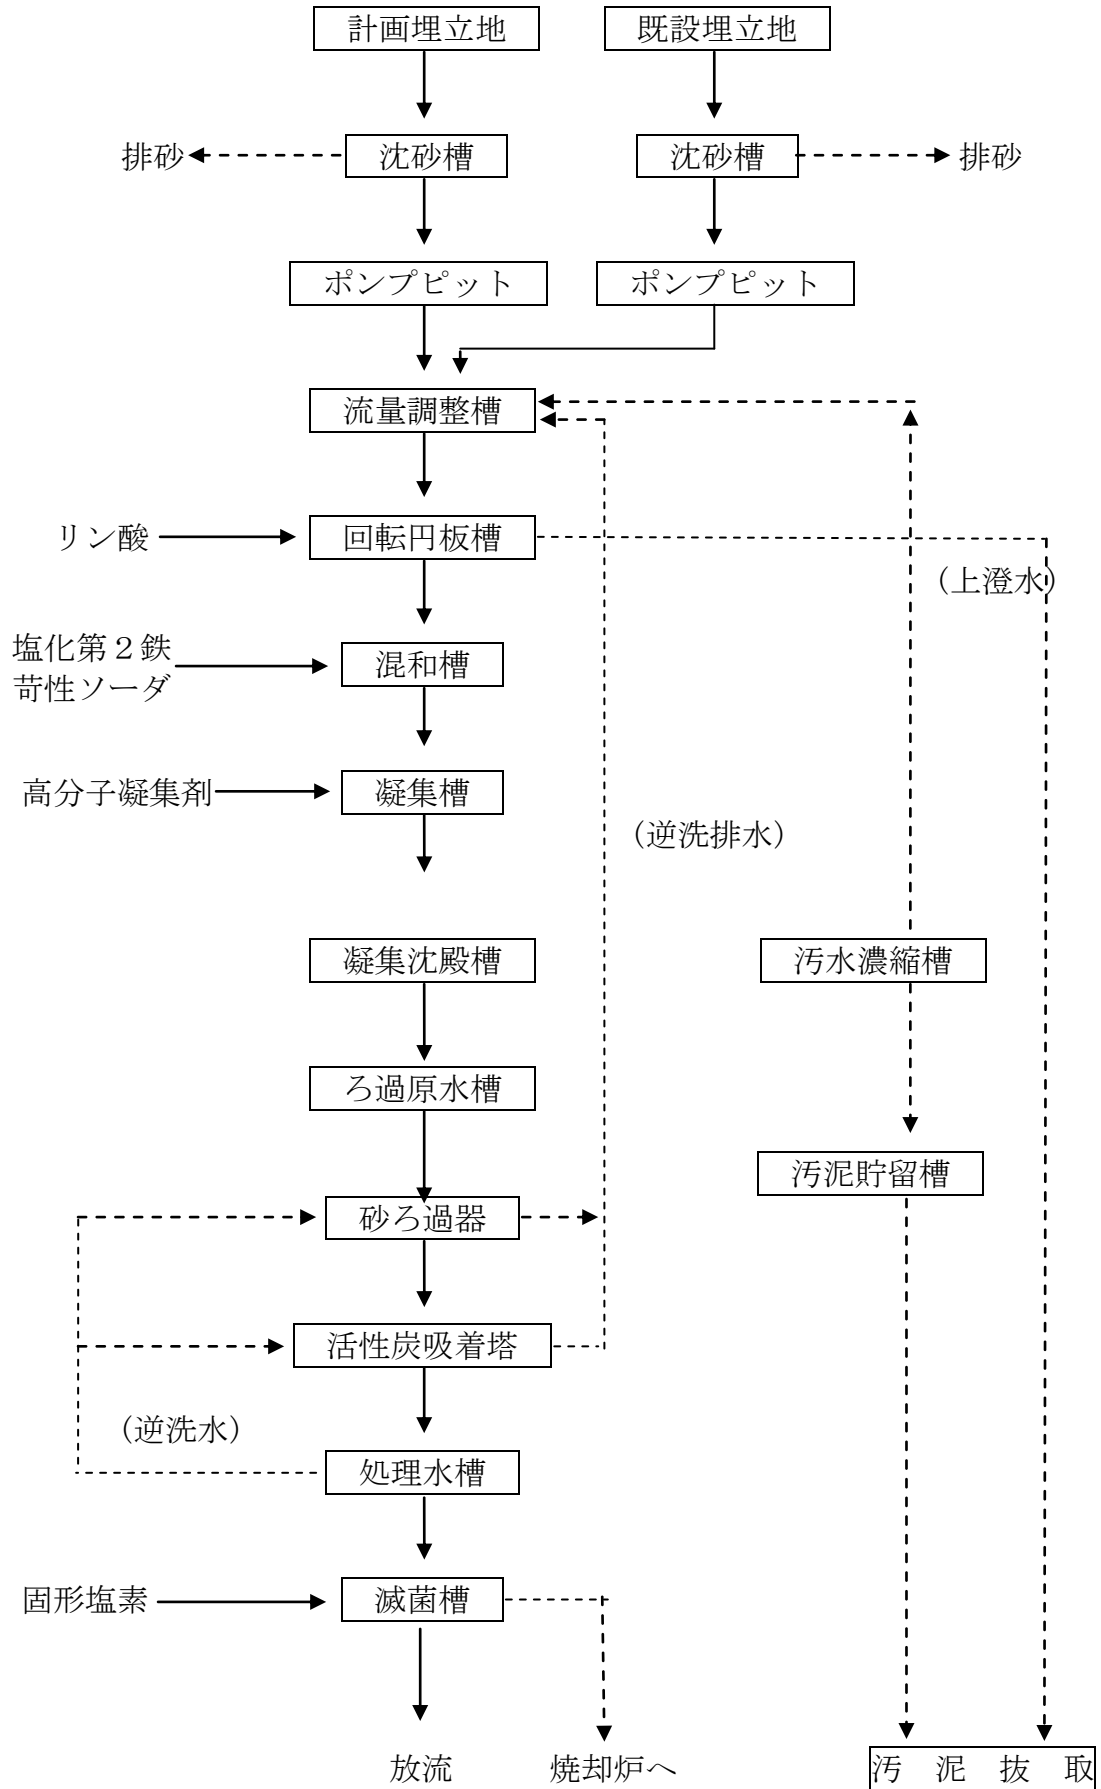 計画埋立地
既設埋立地
排砂
沈砂槽
沈砂槽
排砂
ポンプピット
ポンプピット
流量調整槽
リン酸
回転円板槽
（上澄水）
塩化第２鉄
苛性ソーダ
混和槽
高分子凝集剤
凝集槽
（逆洗排水）
凝集沈殿槽
汚水濃縮槽
ろ過原水槽
汚泥貯留槽
砂ろ過器
活性炭吸着塔
（逆洗水）
処理水槽
固形塩素
滅菌槽
放流
焼却炉へ
汚　泥　抜　取